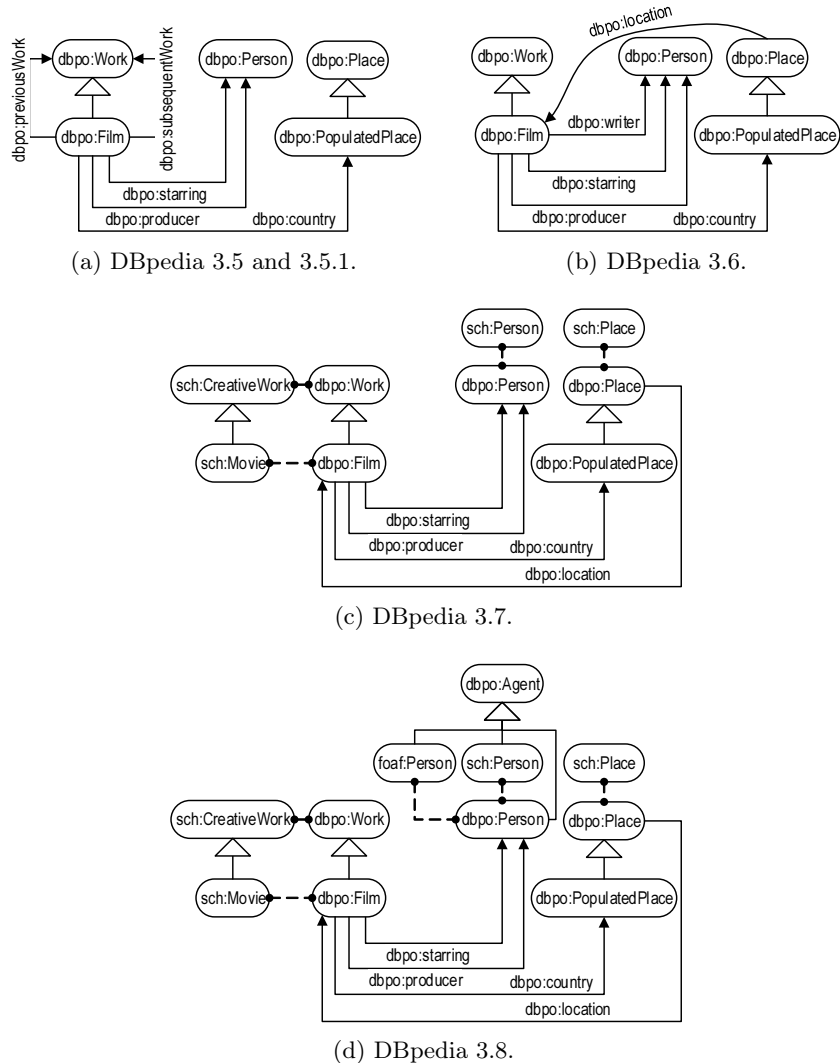 dbpo:Work
dbpo:Person
dbpo:Place
dbpo:previousWork
dbpo:subsequentWork
dbpo:Film
dbpo:PopulatedPlace
dbpo:starring
dbpo:producer
dbpo:country
(a) DBpedia 3.5 and 3.5.1.
dbpo:location
dbpo:Work
dbpo:Person
dbpo:Place
dbpo:Film
dbpo:writer
dbpo:PopulatedPlace
dbpo:starring
dbpo:producer
dbpo:country
(b) DBpedia 3.6.
sch:Person
sch:Place
sch:CreativeWork
dbpo:Work
dbpo:Person
dbpo:Place
sch:Movie
dbpo:Film
dbpo:PopulatedPlace
dbpo:starring
dbpo:producer
dbpo:country
dbpo:location
(c) DBpedia 3.7.
dbpo:Agent
foaf:Person
sch:Person
sch:Place
sch:CreativeWork
dbpo:Work
dbpo:Person
dbpo:Place
sch:Movie
dbpo:Film
dbpo:PopulatedPlace
dbpo:starring
dbpo:producer
dbpo:country
dbpo:location
(d) DBpedia 3.8.